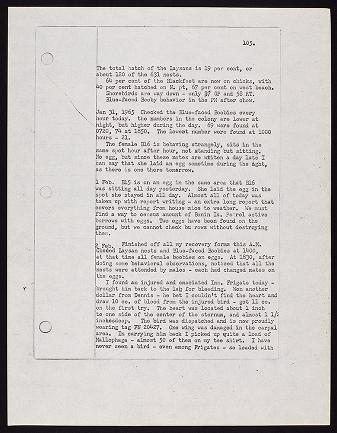 105.
The total hatch of the Laysans is 19 per cent, or
about 120 of the 631 nests.
64 per cent of the Blackfeet are now on chicks, with
40 per cent hatched on N. pt, 67 per cent on west beach.
Shorebirds are way down - only 37 GP and 58 RT.
Blue-faced Booby behavior in the PM after chow.
Jan 31, 1965 Checked the Blue-faced Boobies every
hour today. the numbers in the colony are lower at
night, but higher during the day. 69 were found at
0720, 74 at 1850. The lowest number were found at 1000
hours - 21.
The female H16 is behaving strangely, sits in the
same spot hour after hour, not standing but sitting.
No egg, but since these notes are writen a day late I
can say that she laid an egg sometime during the night,
as there is one there tomorrow.
1 Feb. H15 is on an egg in the same area that H16
was sitting all day yesterday. She laid the egg in the
spot she stayed in all day. Almost all of today was
taken up with report writing - an extra long report that
covers everything from house mice to weather. We must
find a way to census amount of Bonin Is. Petrel active
borrows with eggs. Two eggs have been found on the
ground, but we cannot check bu rows without destroying
them.
2 Feb. Finished off all my recovery forms this A.M.
Checked Laysan nests and Blue-faced Boobies at 1400,
at that time all female boobies on eggs. At 1830, after
doing some behavioral observations, noticed that all the
nests were attended by males - each had changed mates on
the eggs.
I found an injured and emaciated Imm. Frigate today -
brought him back to the lab for bleeding. Won another
dollar from Dennis - he bet I couldn't find the heart and
draw 10 cc. of blood from the injured bird - got 11 cc.
on the first try. The heart was located about ½ inch
to one side of the center of the sternum, and almost 1 1/2
inches deep. The bird was dispatched and is now proudly
wearing tag FW 20427. One wing was damaged in the carpal
area. In carrying him back I picked up quite a load of
Mallophaga - almost 50 of them on my tee shirt. I have
never seen a bird - even among Frigates - so loaded with